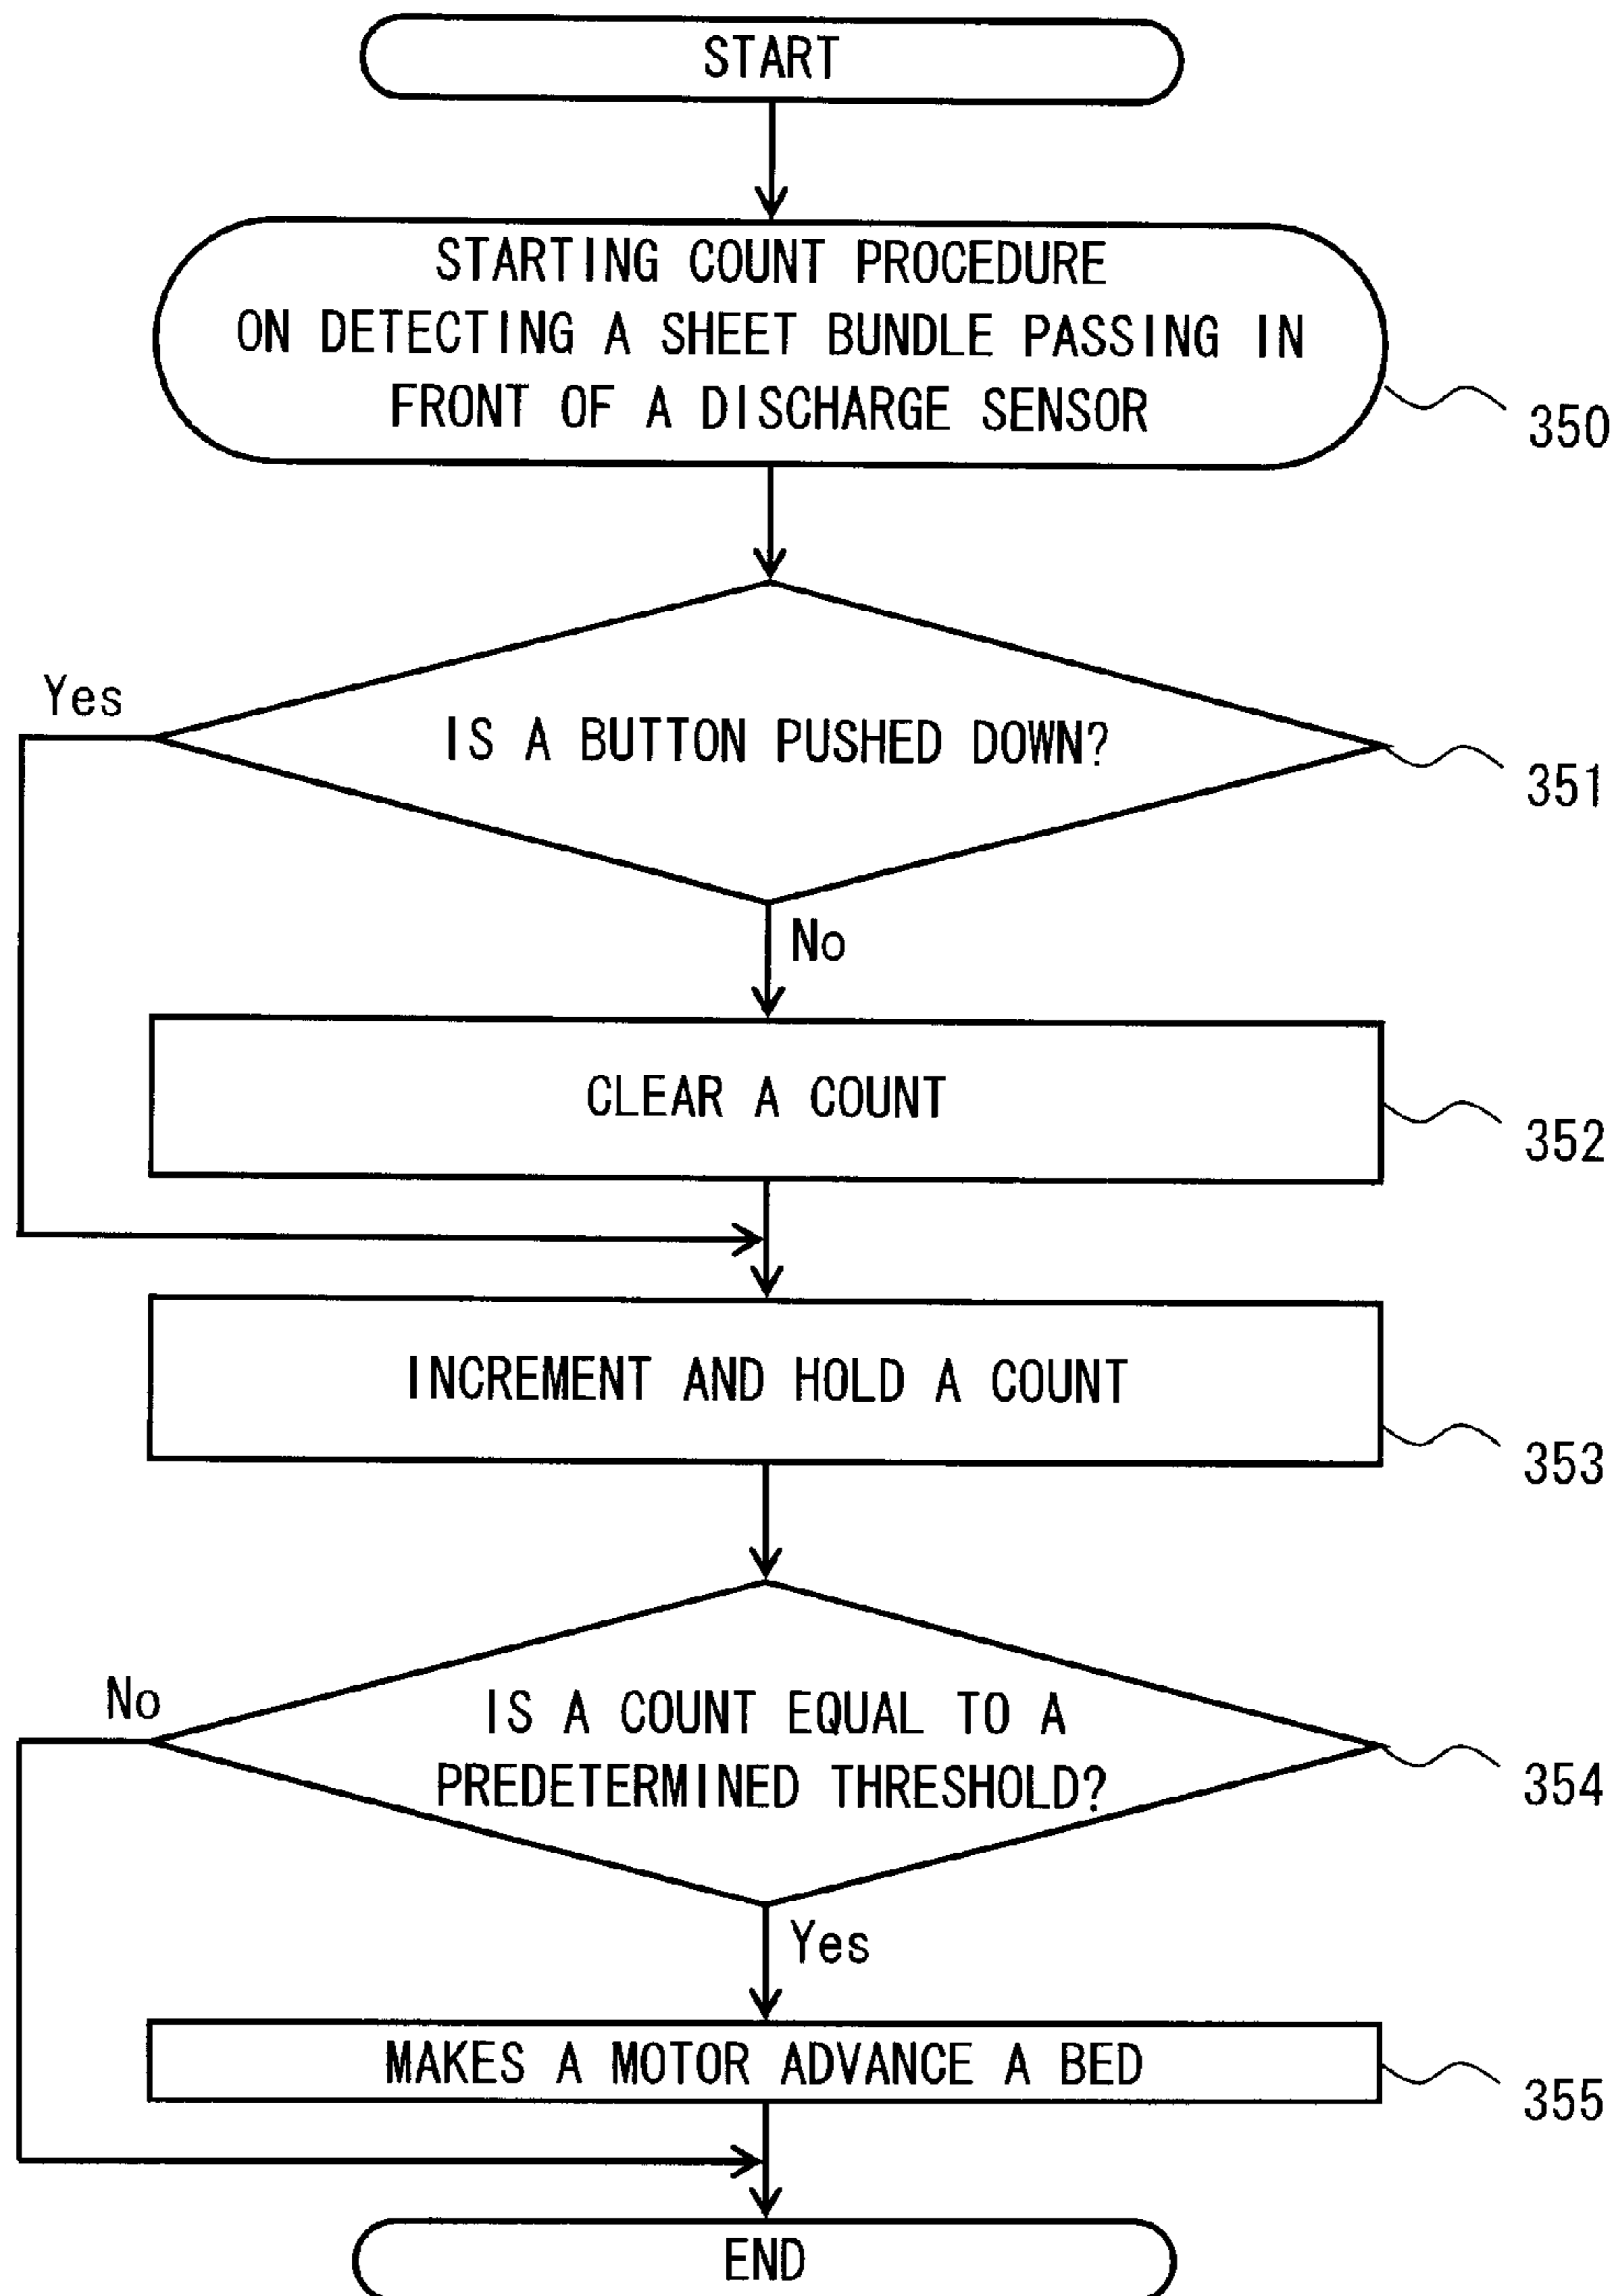 START
STARTING COUNT PROCEDURE
ON DETECTING A SHEET BUNDLE PASSING IN
FRONT OF A DISCHARGE SENSOR
350
Yes
IS A BUTTON PUSHED DOWN?
351
No
CLEAR A COUNT
352
INCREMENT AND HOLD A COUNT
353
No
IS A COUNT EQUAL TO A
PREDETERMINED THRESHOLD?
354
Yes
MAKES A MOTOR ADVANCE A BED
355
END